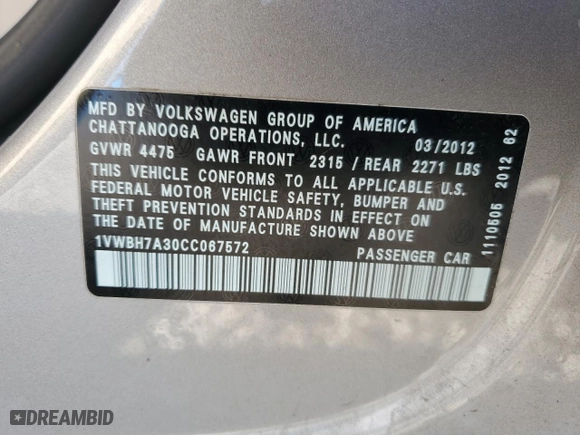 MFD BY VOLKSWAGEN GROUP OF AMERICA
CHATTANOOGA OPERATIONS, LLC. 03/2012
GVWR 4475 GAWR FRONT 2315 / REAR 2271 LBS
THIS VEHICLE CONFORMS TO ALL APPLICABLE U.S.
FEDERAL MOTOR VEHICLE SAFETY, BUMPER AND
THEFT PREVENTION STANDARDS IN EFFECT ON
THE DATE OF MANUFACTURE SHOWN ABOVE.
1VWBH7A30CC067572 PASSENGER CAR
1110505 2012 62
DREAMBID